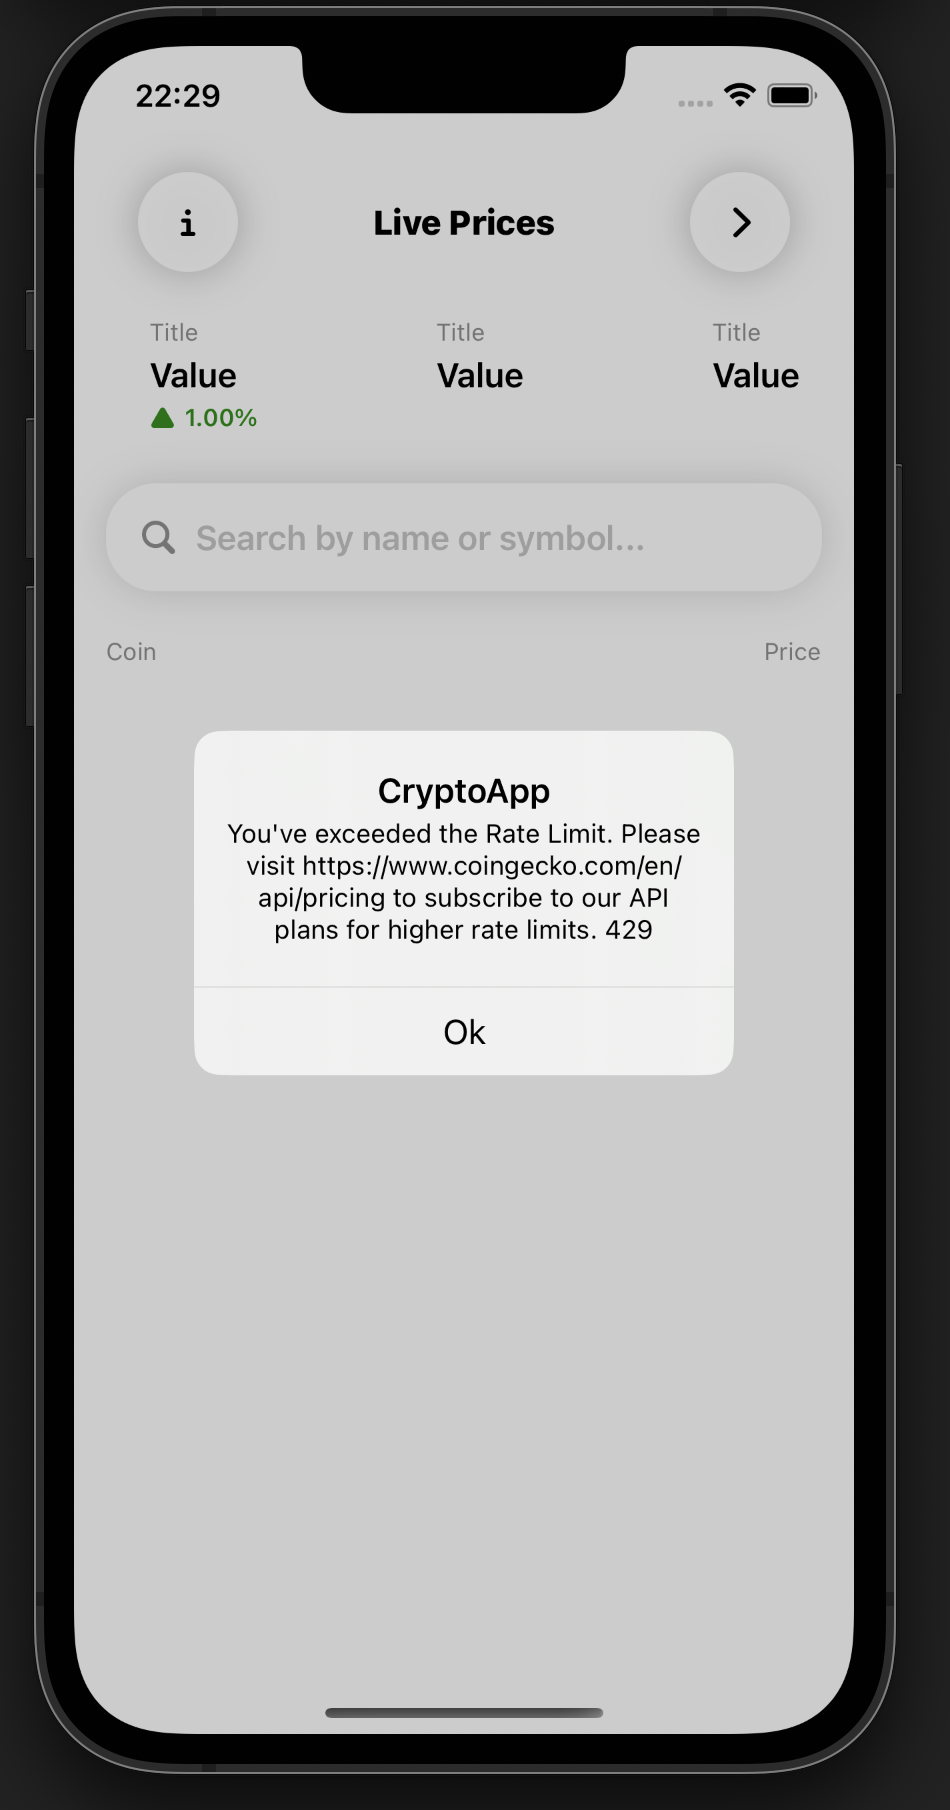 22:29
i
Live Prices
Title Title Title
Value Value Value
1.00%
Search by name or symbol...
Coin Price
CryptoApp
You've exceeded the Rate Limit. Please
visit https://www.coingecko.com/en/
api/pricing to subscribe to our API
plans for higher rate limits. 429
Ok